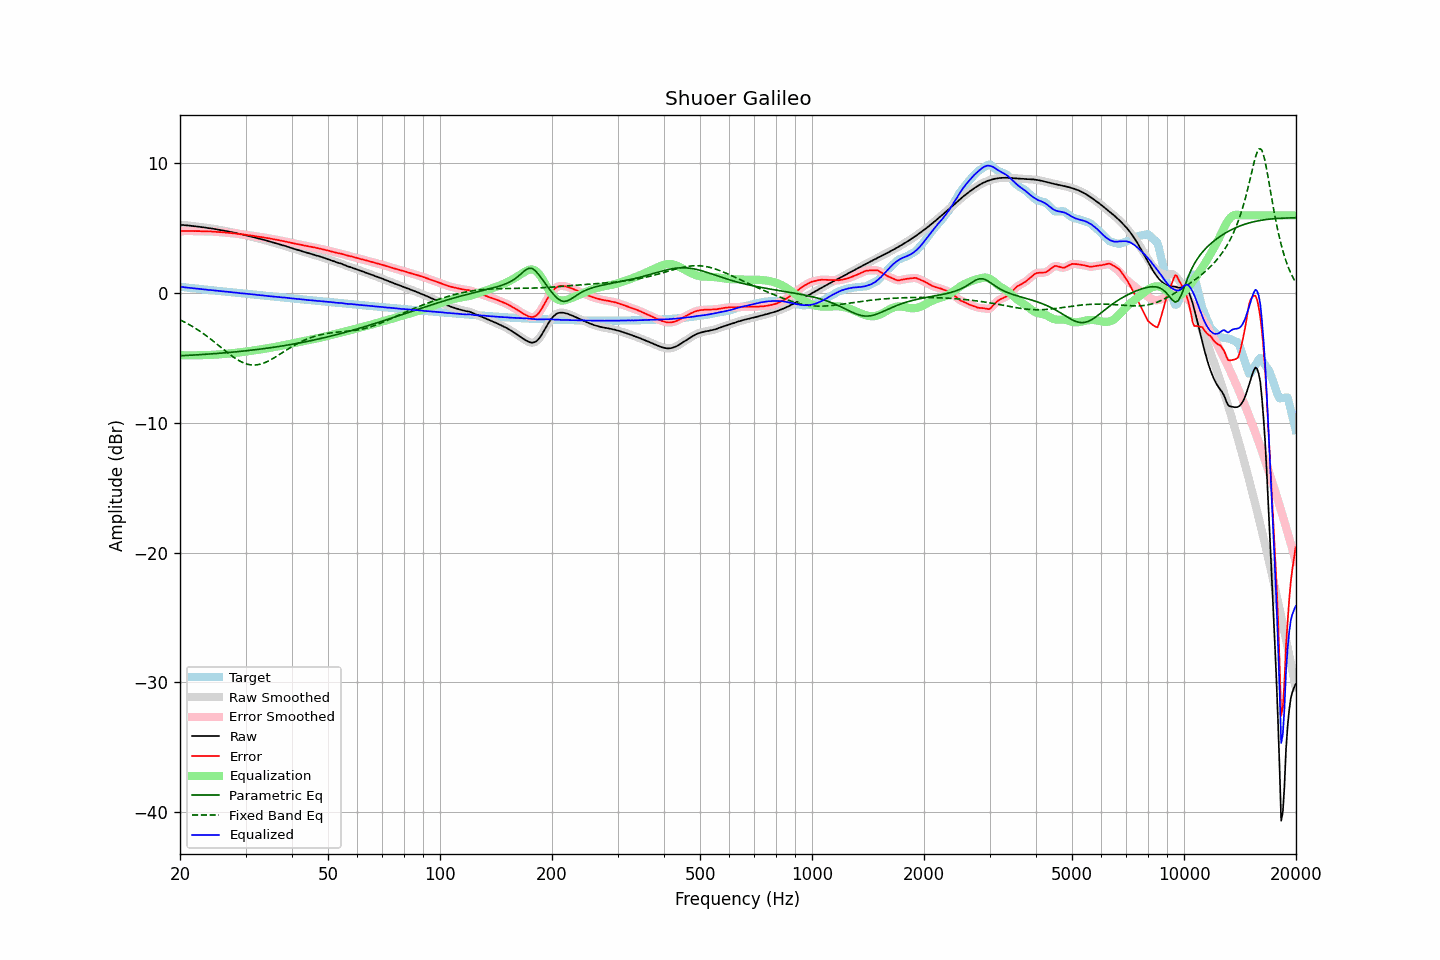 Shuoer Galileo
10
0
−10
−20
−30
−40
Amplitude (dBr)
Target
Raw Smoothed
Error Smoothed
Raw
Error
Equalization
Parametric Eq
Fixed Band Eq
Equalized
20 50 100 200 500 1000 2000 5000 10000 20000
Frequency (Hz)